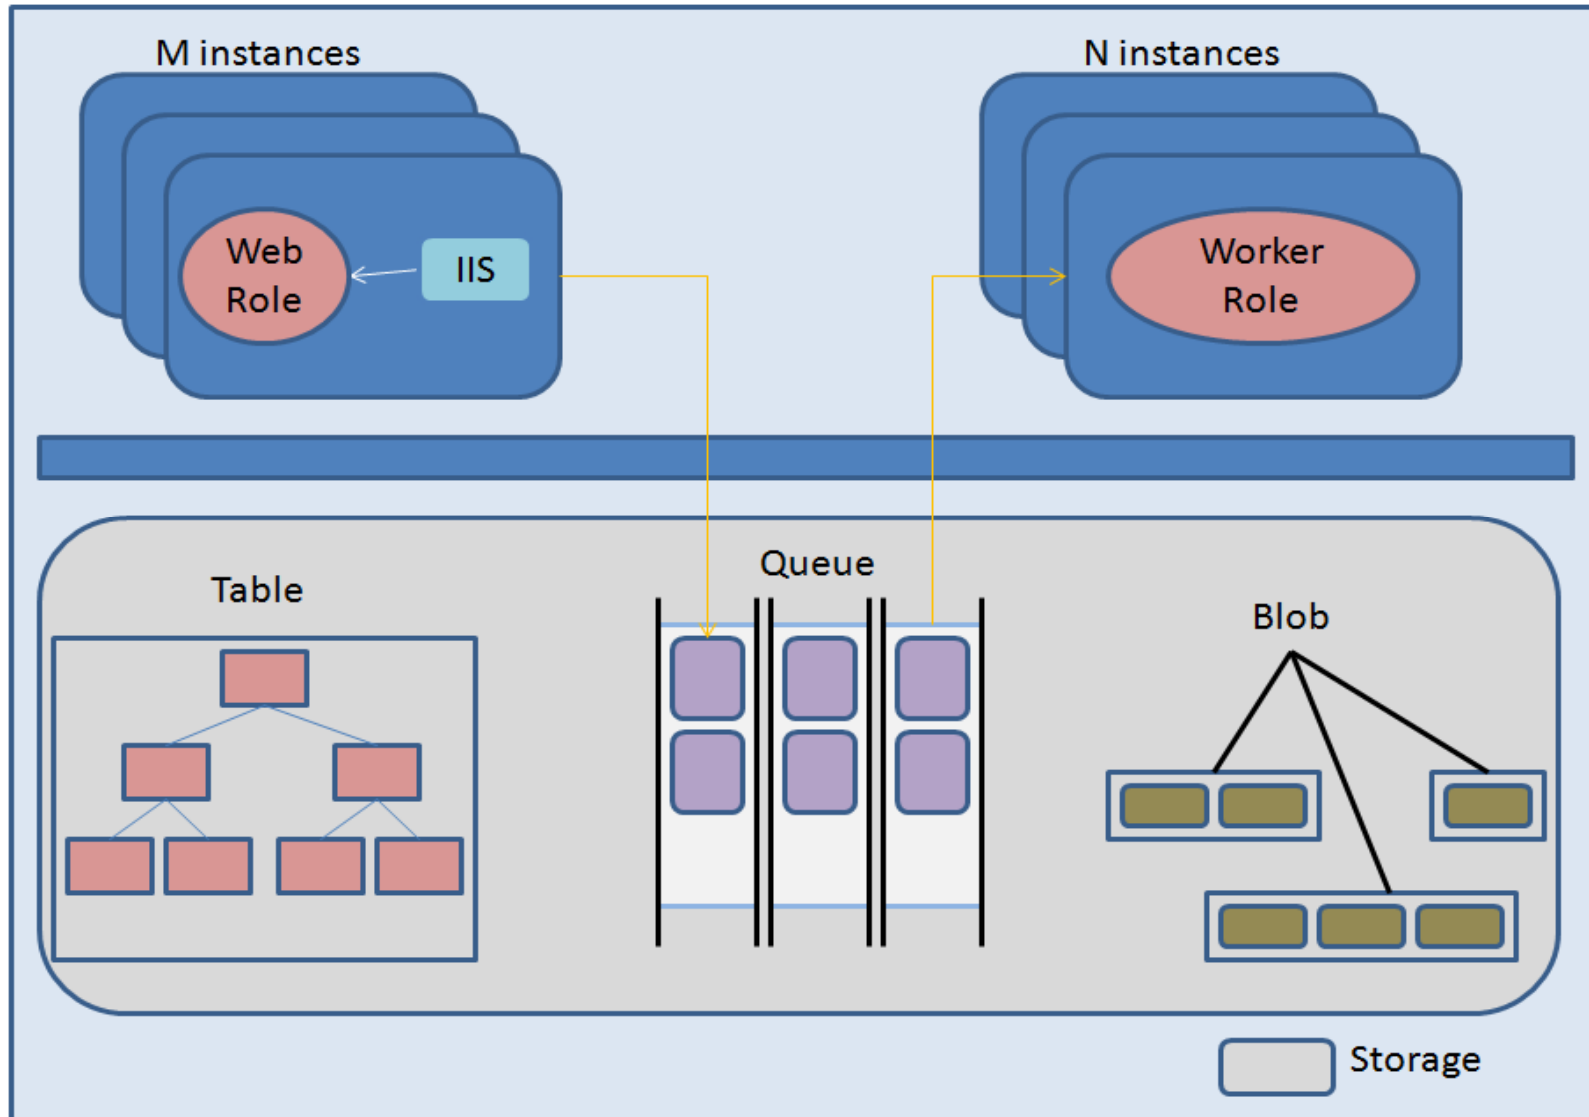 M instances
N instances
Web
Role
IIS
Worker
Role
Table
Queue
Blob
Storage